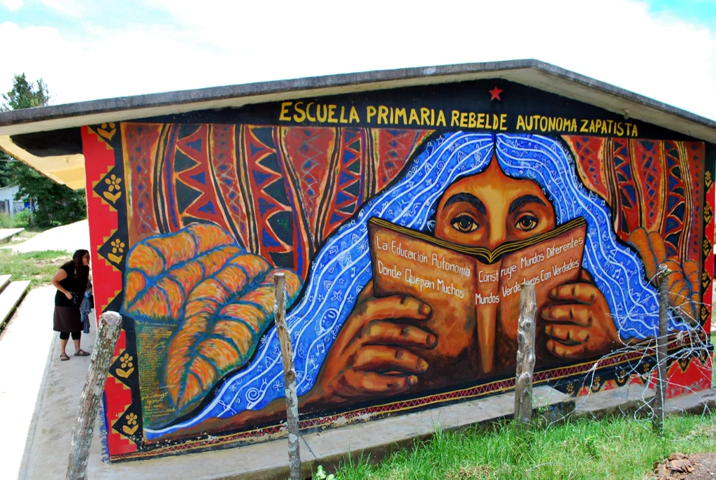 ESCUELA PRIMARIA REBELDE AUTONOMA ZAPATISTA
La Educación Autonoma
Donde Quepan Muchos
Construye Mundos Diferentes
Mundos Verdaderos Con Verdades